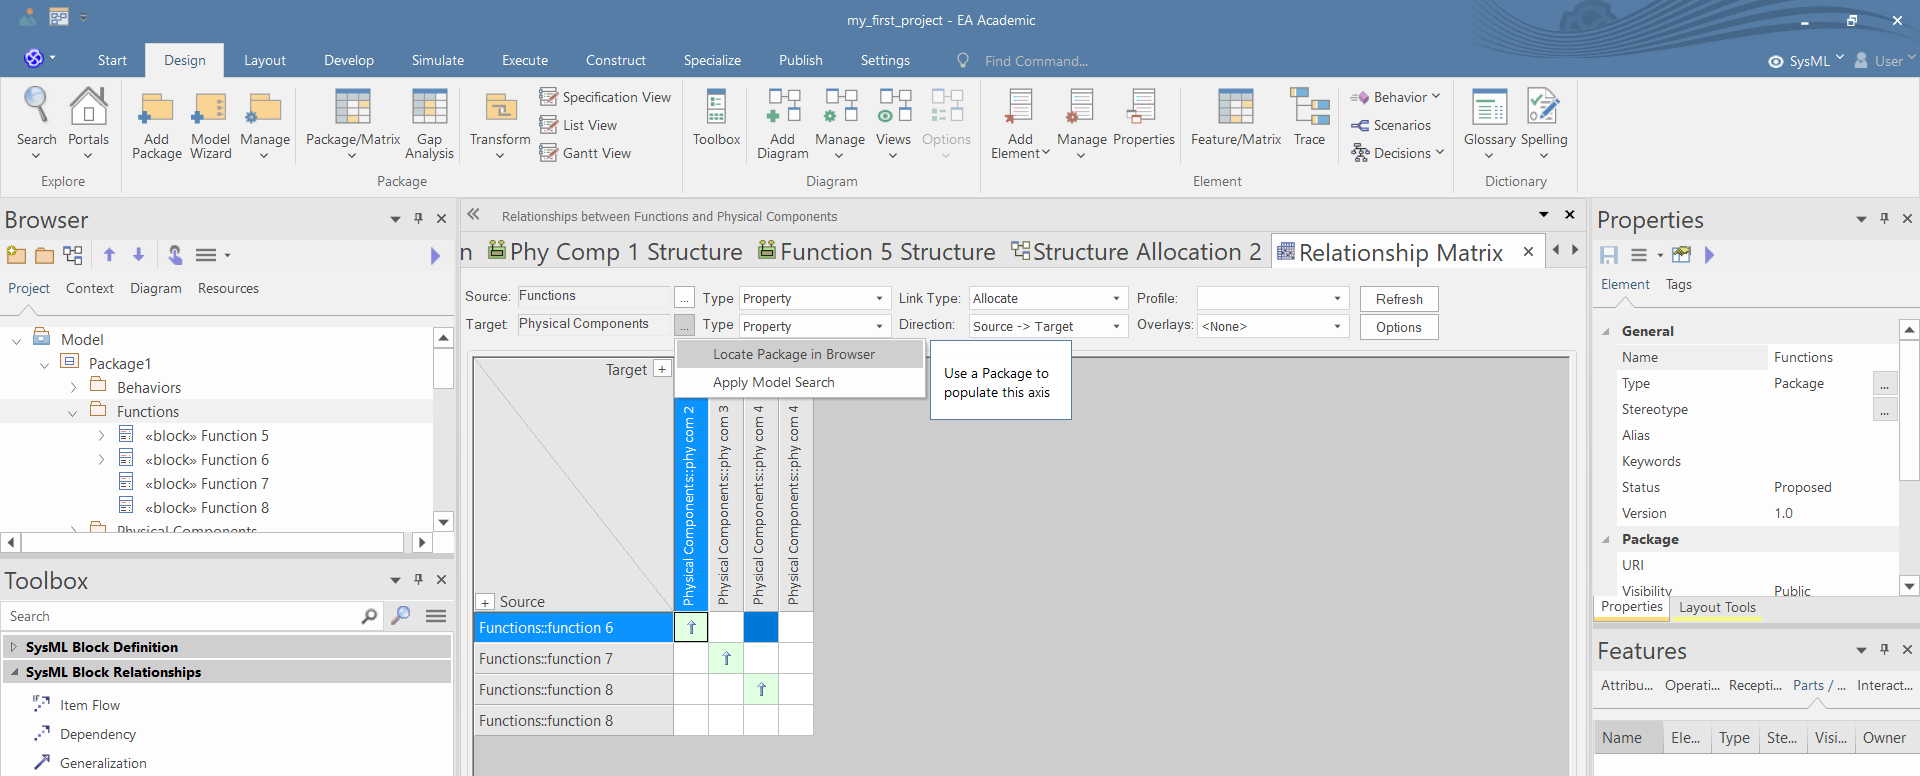 my_first_project - EA Academic
Start Design Layout Develop Simulate Execute Construct Specialize Publish Settings Find Command... SysML User
Search Portals Add Package Model Wizard Manage Package/Matrix Gap Analysis Transform Specification View List View Gantt View Toolbox Add Diagram Manage Views Options Add Element Manage Properties Feature/Matrix Trace Behavior Scenarios Decisions Glossary Spelling
Explore Package Diagram Element Dictionary
Browser
Project Context Diagram Resources
Model
Package1
Behaviors
Functions
«block» Function 5
«block» Function 6
«block» Function 7
«block» Function 8
Physical Components
Toolbox
Search
SysML Block Definition
SysML Block Relationships
IF Item Flow
Dependency
Generalization
Relationships between Functions and Physical Components
n Phy Comp 1 Structure Function 5 Structure Structure Allocation 2 Relationship Matrix
Source: Functions ... Type Property Link Type: Allocate Profile: Refresh
Target: Physical Components ... Type Property Direction: Source -> Target Overlays: <None> Options
Locate Package in Browser
Apply Model Search
Use a Package to
populate this axis
Target +
Physical Components::phy com 2
Physical Components::phy com 3
Physical Components::phy com 4
Physical Components::phy com 4
+ Source
Functions::function 6
Functions::function 7
Functions::function 8
Functions::function 8
Properties
Element Tags
General
Name Functions
Type Package ...
Stereotype ...
Alias
Keywords
Status Proposed
Version 1.0
Package
URI
Visibility Public
Properties Layout Tools
Features
Attribu... Operati... Recepti... Parts / ... Interact...
Name Ele... Type Ste... Visi... Owner